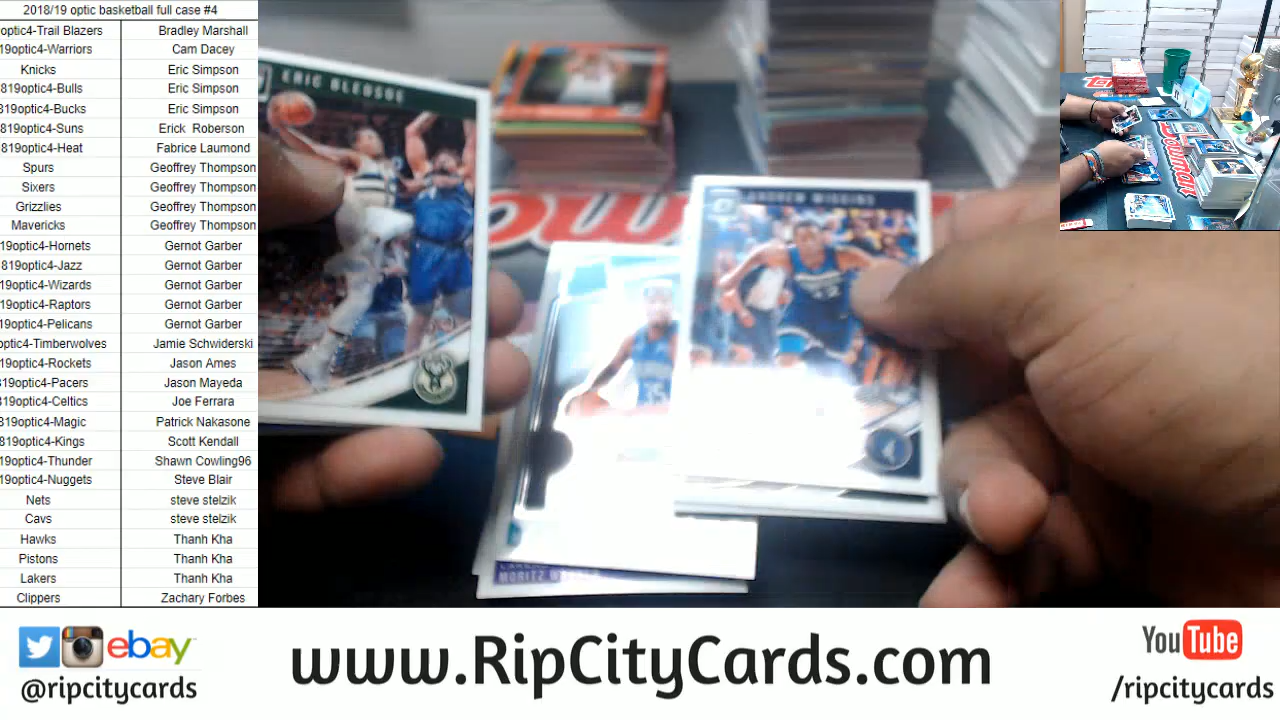 2018/19 optic basketball full case #4
optic4-Trail Blazers Bradley Marshall
19optic4-Warriors Cam Dacey
Knicks Eric Simpson
819optic4-Bulls Eric Simpson
819optic4-Bucks Eric Simpson
819optic4-Suns Erick Roberson
819optic4-Heat Fabrice Laumond
Spurs Geoffrey Thompson
Sixers Geoffrey Thompson
Grizzlies Geoffrey Thompson
Mavericks Geoffrey Thompson
19optic4-Hornets Gernot Garber
819optic4-Jazz Gernot Garber
19optic4-Wizards Gernot Garber
19optic4-Raptors Gernot Garber
19optic4-Pelicans Gernot Garber
optic4-Timberwolves Jamie Schwiderski
19optic4-Rockets Jason Ames
819optic4-Pacers Jason Mayeda
19optic4-Celtics Joe Ferrara
819optic4-Magic Patrick Nakasone
819optic4-Kings Scott Kendall
19optic4-Thunder Shawn Cowling96
19optic4-Nuggets Steve Blair
Nets steve stelzik
Cavs steve stelzik
Hawks Thanh Kha
Pistons Thanh Kha
Lakers Thanh Kha
Clippers Zachary Forbes
ERIC BLEDSOE
ANDREW WIGGINS
MORITZ
Bowman
ebay
@ripcitycards
www.RipCityCards.com
YouTube
/ripcitycards